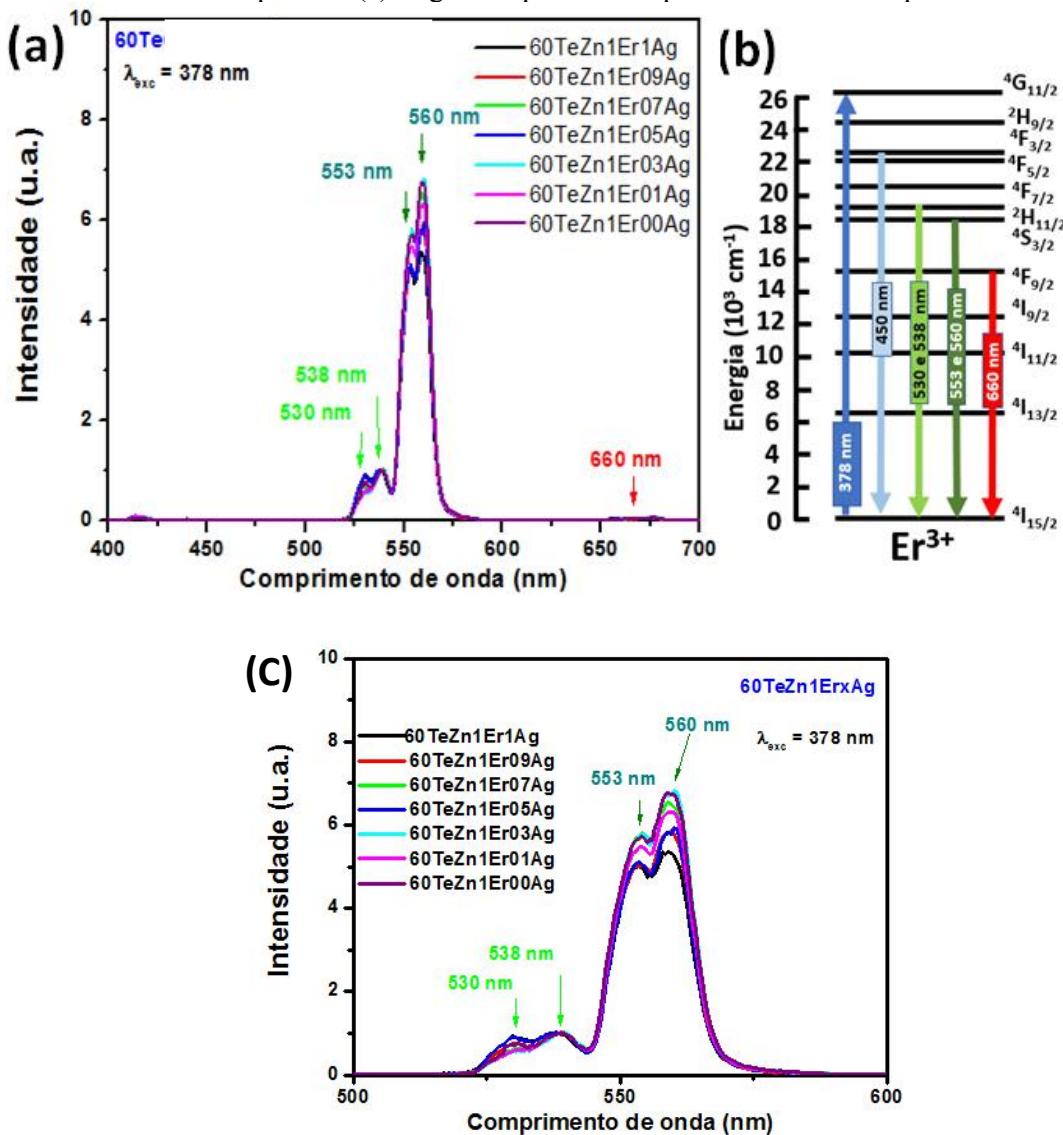 (a)
60Te
λexc = 378 nm
60TeZn1Er1Ag
60TeZn1Er09Ag
60TeZn1Er07Ag
60TeZn1Er05Ag
60TeZn1Er03Ag
60TeZn1Er01Ag
60TeZn1Er00Ag
560 nm
553 nm
538 nm
530 nm
660 nm
Intensidade (u.a.)
10
8
6
4
2
0
400 450 500 550 600 650 700
Comprimento de onda (nm)
(b)
Energia (10³ cm⁻¹)
26
24
22
20
18
16
14
12
10
8
6
4
2
0
⁴G₁₁/₂
²H₉/₂
⁴F₃/₂
⁴F₅/₂
⁴F₇/₂
²H₁₁/₂
⁴S₃/₂
⁴F₉/₂
⁴I₉/₂
⁴I₁₁/₂
⁴I₁₃/₂
⁴I₁₅/₂
378 nm
450 nm
530 e 538 nm
553 e 560 nm
660 nm
Er³⁺
(C)
60TeZn1ErxAg
λexc = 378 nm
60TeZn1Er1Ag
60TeZn1Er09Ag
60TeZn1Er07Ag
60TeZn1Er05Ag
60TeZn1Er03Ag
60TeZn1Er01Ag
60TeZn1Er00Ag
560 nm
553 nm
538 nm
530 nm
Intensidade (u.a.)
10
8
6
4
2
0
500 550 600
Comprimento de onda (nm)